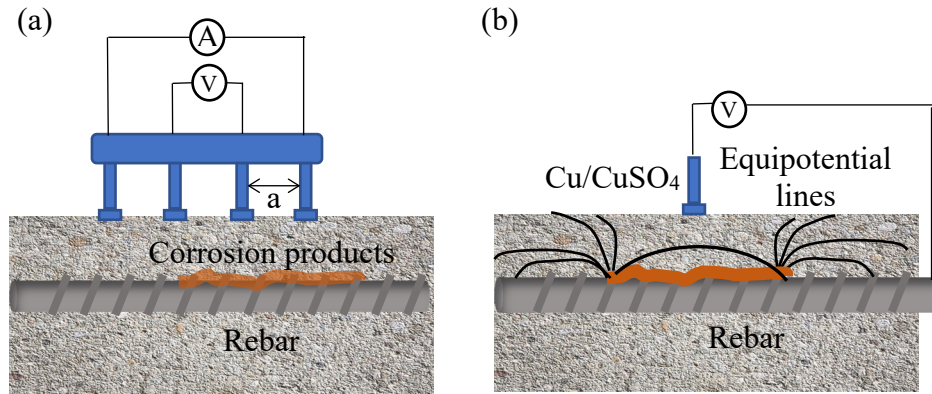 (a)
A
V
a
Corrosion products
Rebar
(b)
V
Cu/CuSO₄
Equipotential
lines
Rebar